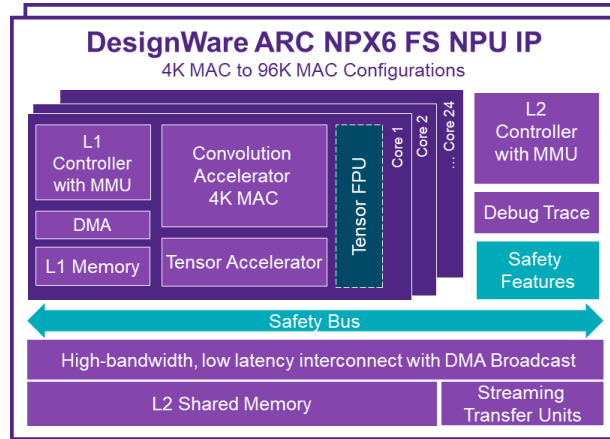 DesignWare ARC NPX6 FS NPU IP
4K MAC to 96K MAC Configurations
L1
Controller
with MMU
DMA
L1 Memory
Convolution
Accelerator
4K MAC
Tensor Accelerator
Tensor FPU
Core 1
Core 2
... Core 24
L2
Controller
with MMU
Debug Trace
Safety
Features
Safety Bus
High-bandwidth, low latency interconnect with DMA Broadcast
L2 Shared Memory
Streaming
Transfer Units